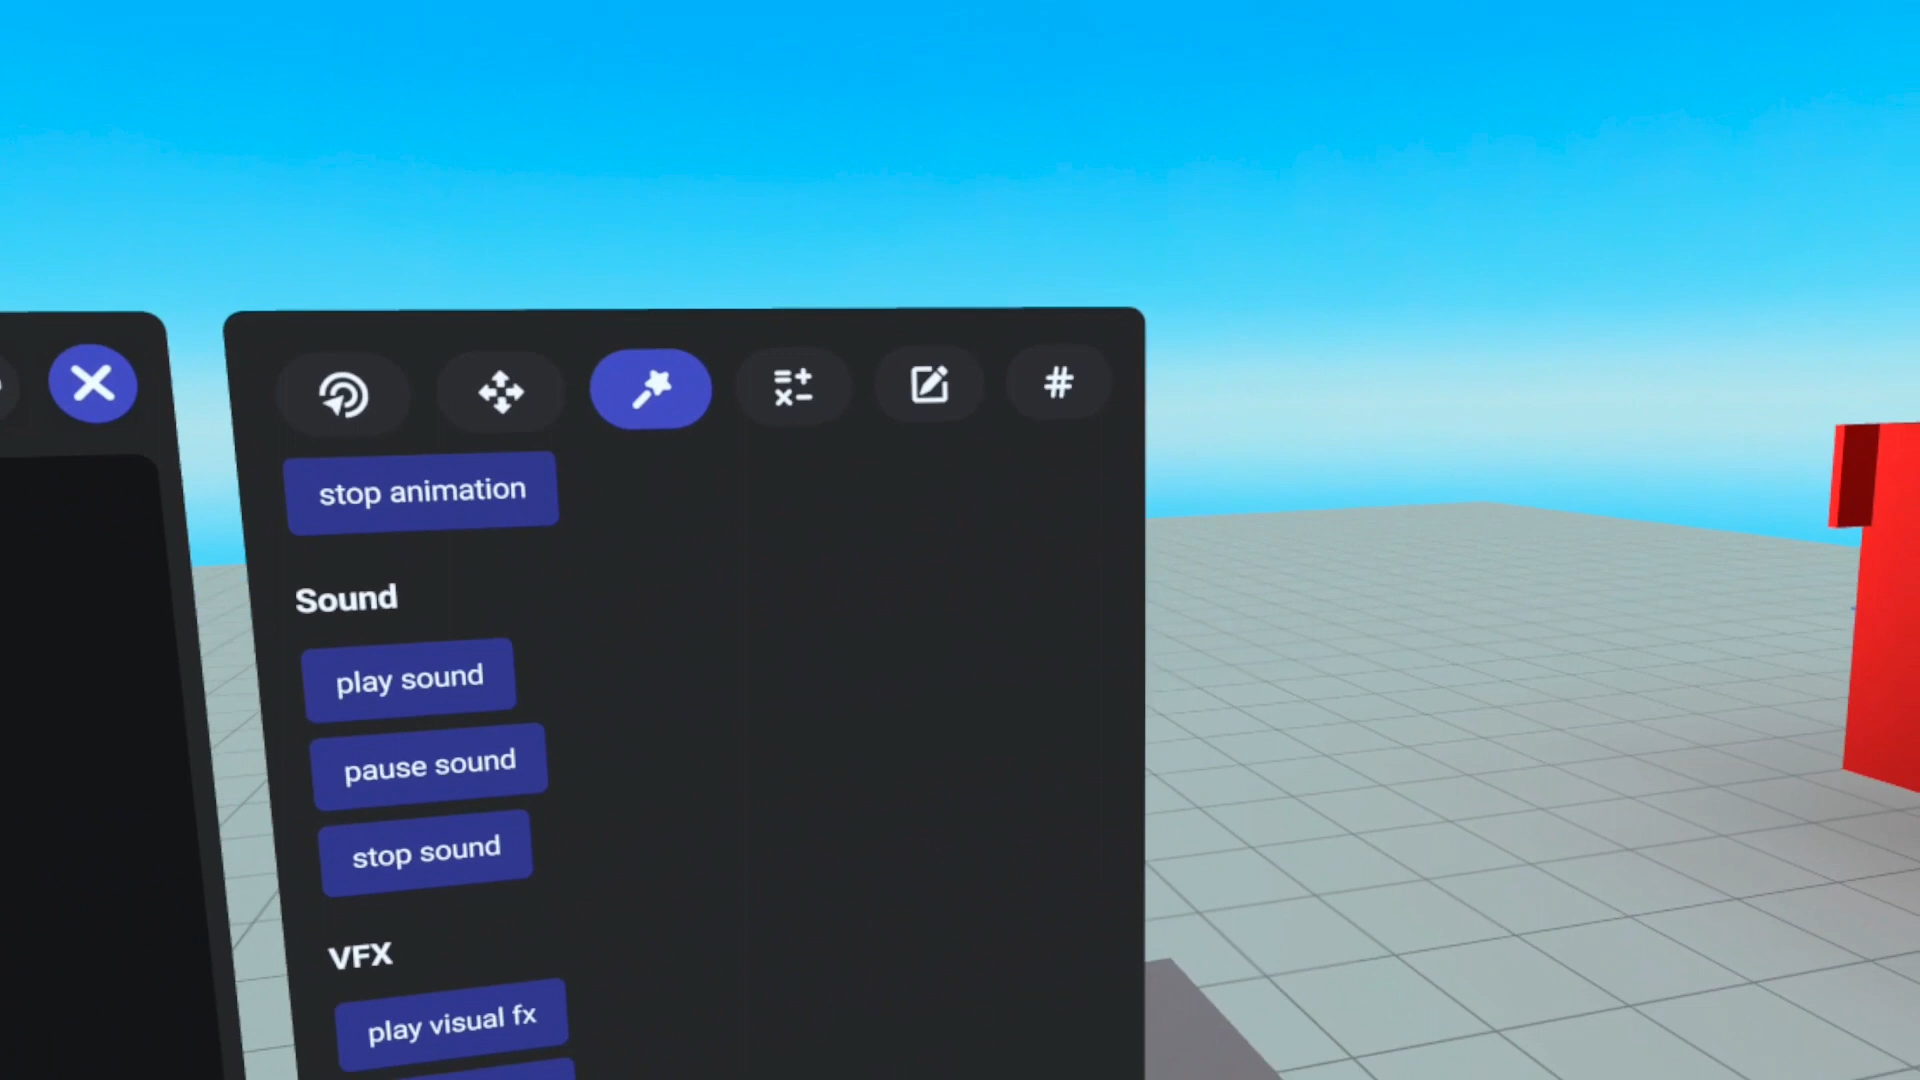 #
stop animation
Sound
play sound
pause sound
stop sound
VFX
play visual fx